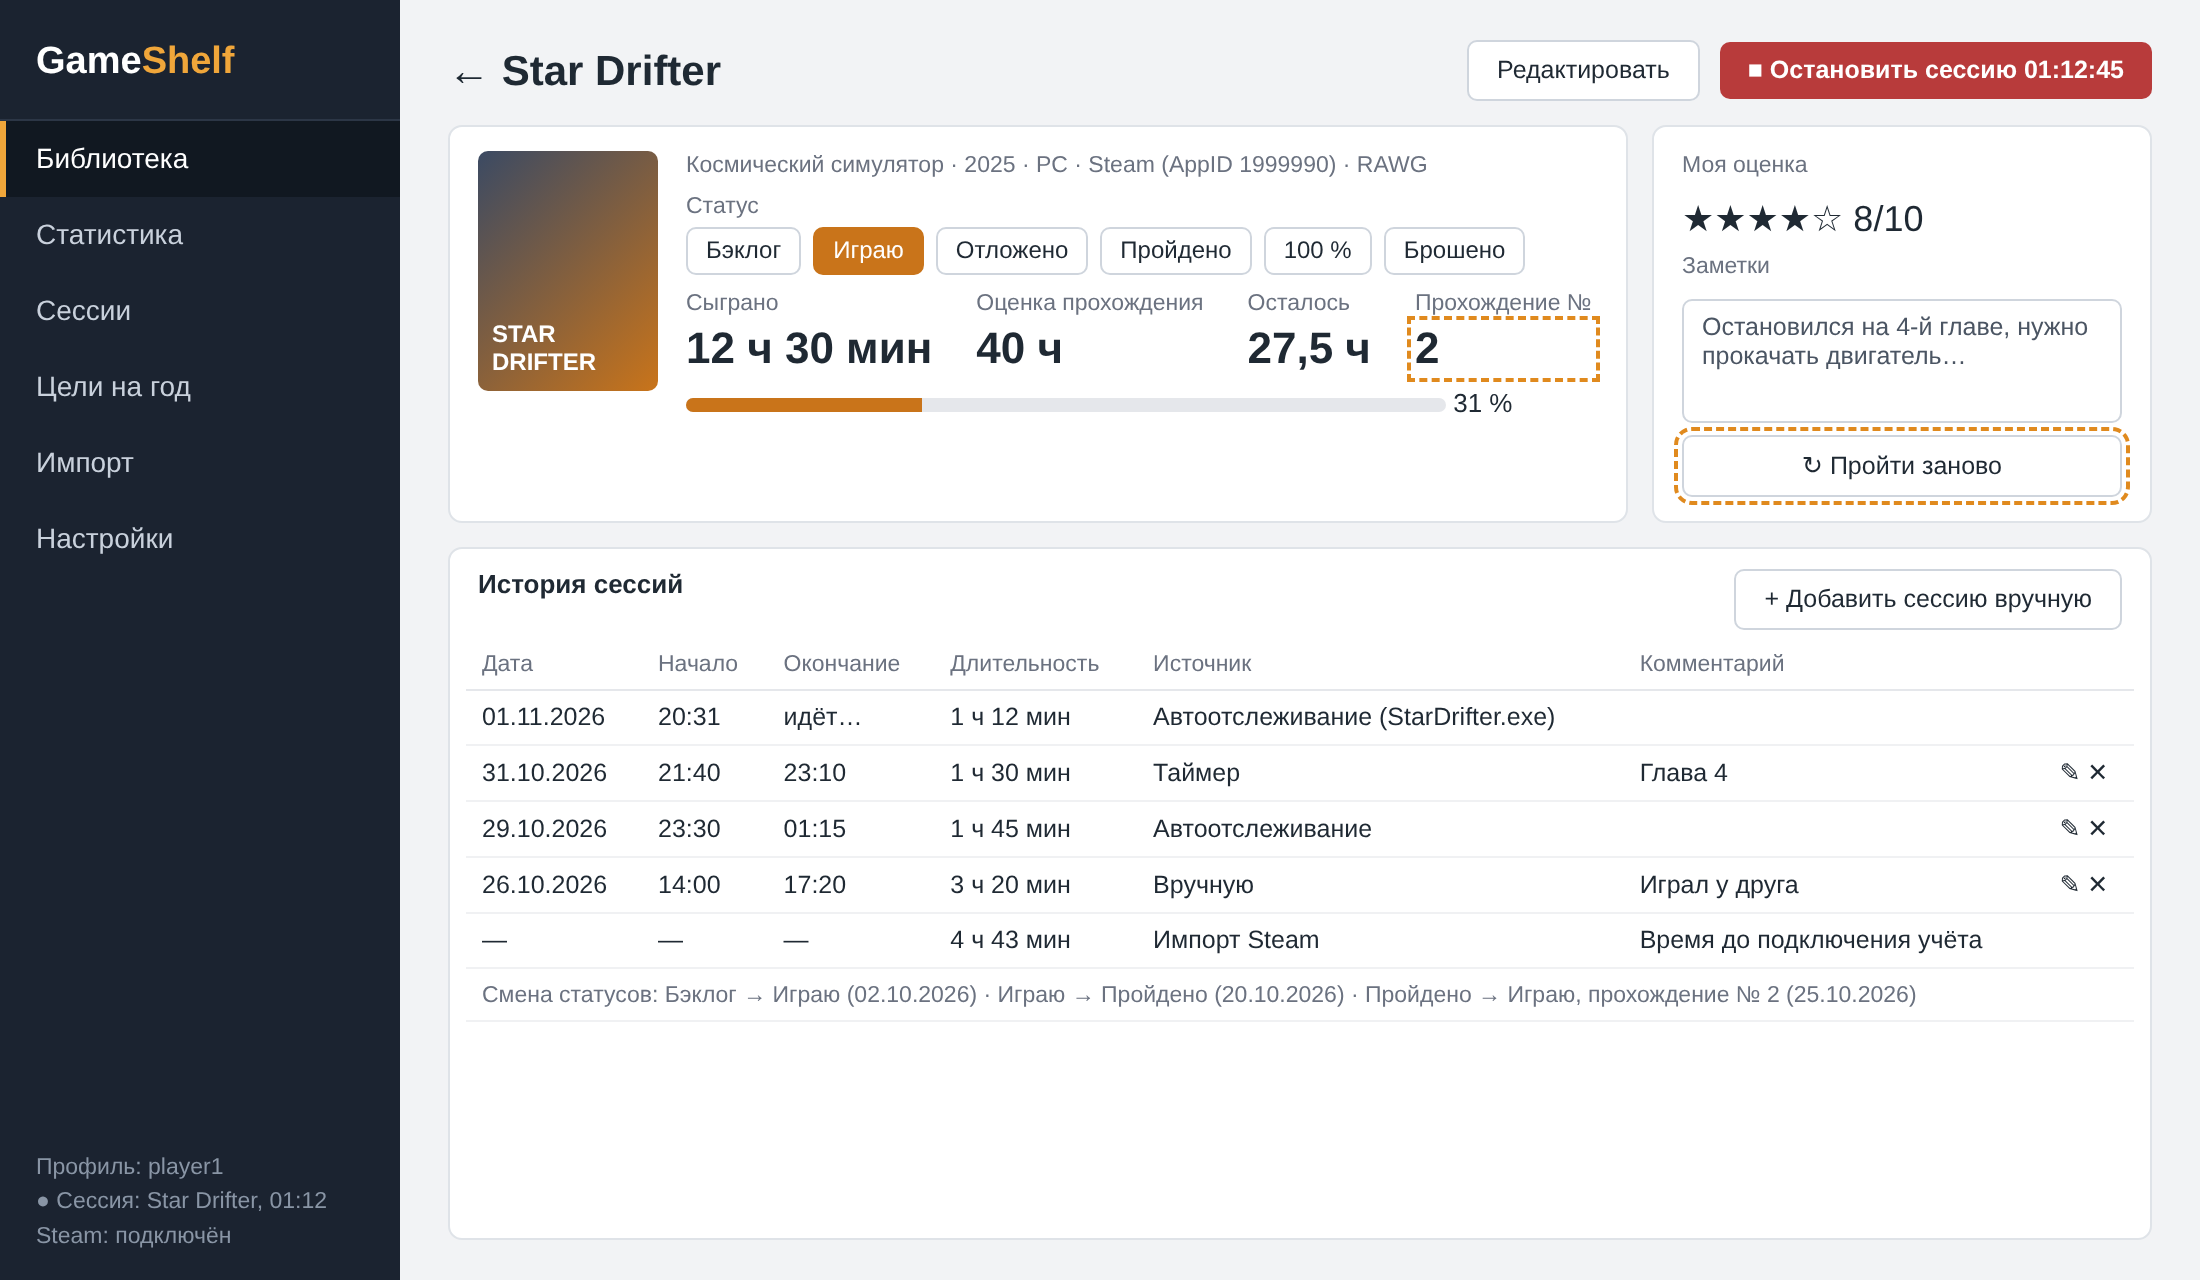 GameShelf
Библиотека
Статистика
Сессии
Цели на год
Импорт
Настройки
Профиль: player1
● Сессия: Star Drifter, 01:12
Steam: подключён
← Star Drifter
Редактировать
■ Остановить сессию 01:12:45
STAR
DRIFTER
Космический симулятор · 2025 · PC · Steam (AppID 1999990) · RAWG
Статус
Бэклог Играю Отложено Пройдено 100 % Брошено
Сыграно Оценка прохождения Осталось Прохождение №
12 ч 30 мин 40 ч 27,5 ч 2
31 %
Моя оценка
★★★★☆ 8/10
Заметки
Остановился на 4-й главе, нужно
прокачать двигатель…
↻ Пройти заново
История сессий
+ Добавить сессию вручную
Дата Начало Окончание Длительность Источник Комментарий
01.11.2026 20:31 идёт… 1 ч 12 мин Автоотслеживание (StarDrifter.exe)
31.10.2026 21:40 23:10 1 ч 30 мин Таймер Глава 4 ✎ ✕
29.10.2026 23:30 01:15 1 ч 45 мин Автоотслеживание ✎ ✕
26.10.2026 14:00 17:20 3 ч 20 мин Вручную Играл у друга ✎ ✕
— — — 4 ч 43 мин Импорт Steam Время до подключения учёта
Смена статусов: Бэклог → Играю (02.10.2026) · Играю → Пройдено (20.10.2026) · Пройдено → Играю, прохождение № 2 (25.10.2026)